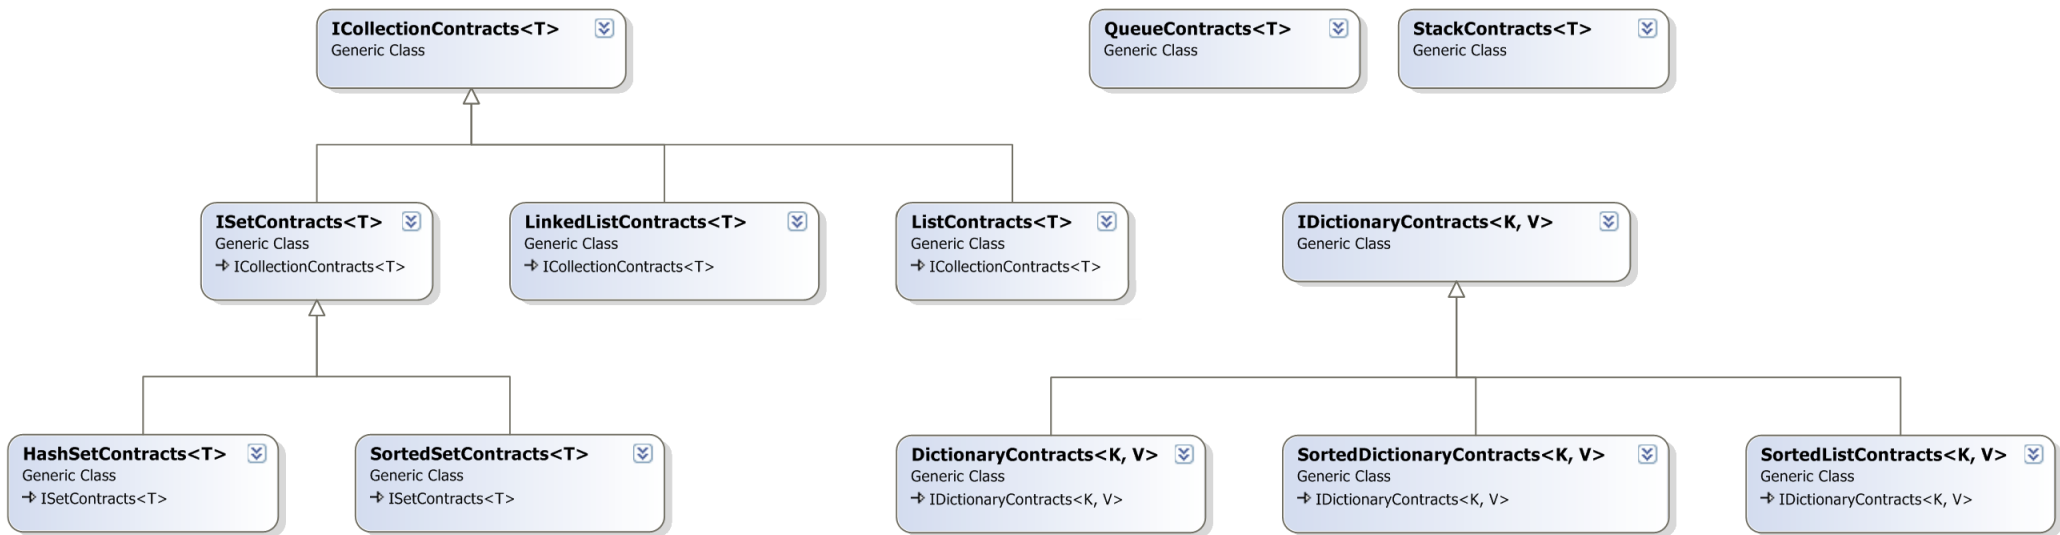 ICollectionContracts<T>
Generic Class
QueueContracts<T>
Generic Class
StackContracts<T>
Generic Class
ISetContracts<T>
Generic Class
ICollectionContracts<T>
LinkedListContracts<T>
Generic Class
ICollectionContracts<T>
ListContracts<T>
Generic Class
ICollectionContracts<T>
IDictionaryContracts<K, V>
Generic Class
HashSetContracts<T>
Generic Class
ISetContracts<T>
SortedSetContracts<T>
Generic Class
ISetContracts<T>
DictionaryContracts<K, V>
Generic Class
IDictionaryContracts<K, V>
SortedDictionaryContracts<K, V>
Generic Class
IDictionaryContracts<K, V>
SortedListContracts<K, V>
Generic Class
IDictionaryContracts<K, V>